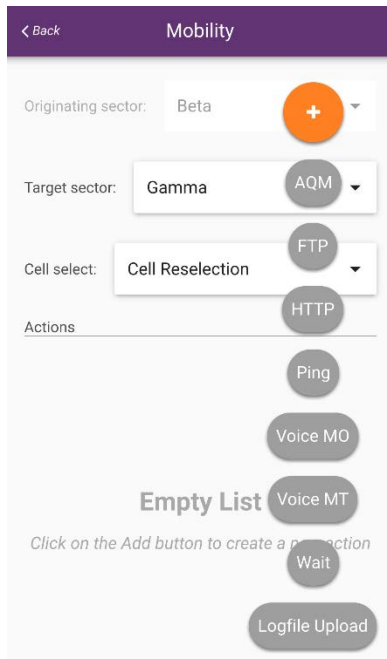 Back
Mobility
Originating sector: Beta
+
Target sector: Gamma
AQM
FTP
Cell select: Cell Reselection
HTTP
Actions
Ping
Voice MO
Empty List
Voice MT
Click on the Add button to create a ction
Wait
Logfile Upload